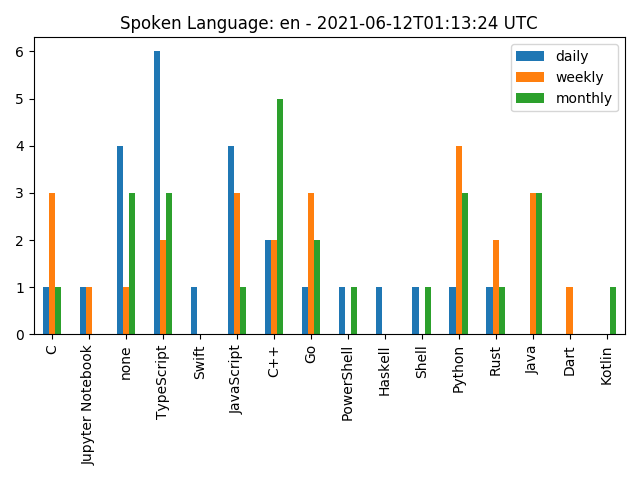 Spoken Language: en - 2021-06-12T01:13:24 UTC
daily
weekly
monthly
6
5
4
3
2
1
0
C
Jupyter Notebook
none
TypeScript
Swift
JavaScript
C++
Go
PowerShell
Haskell
Shell
Python
Rust
Java
Dart
Kotlin